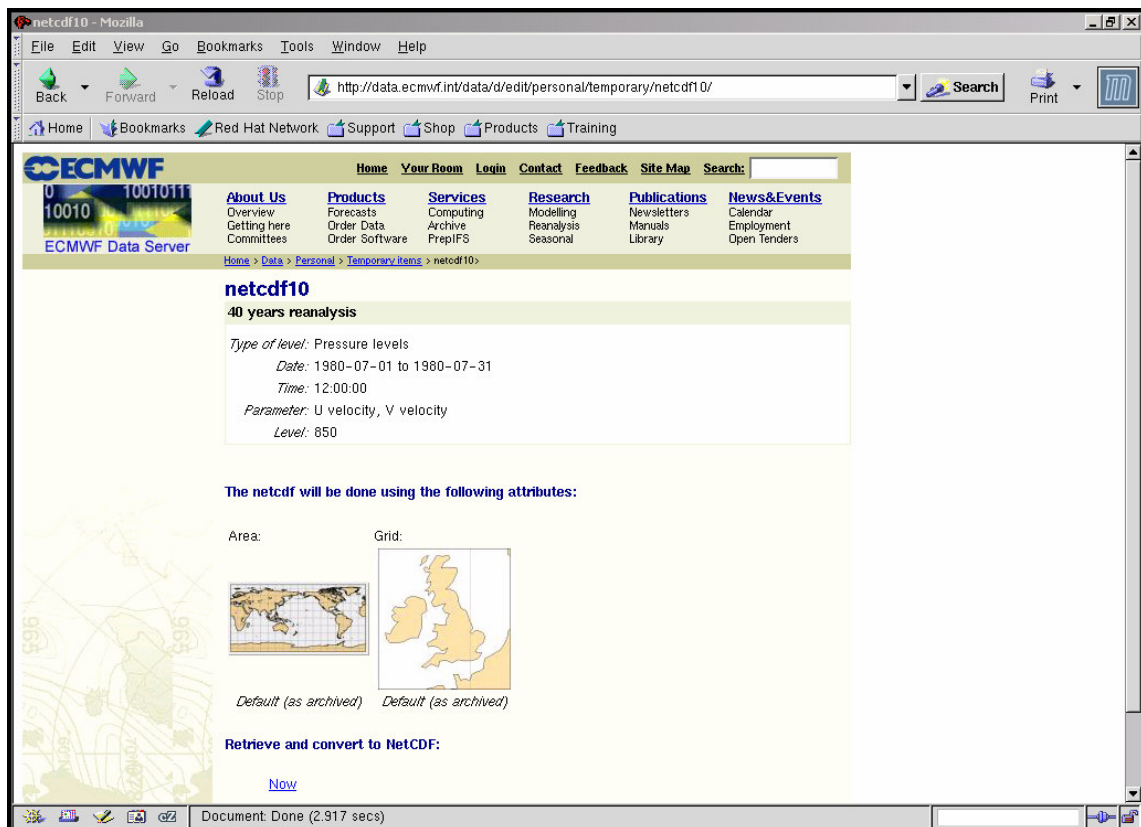 netcdf10 - Mozilla
File Edit View Go Bookmarks Tools Window Help
Back Forward Reload Stop http://data.ecmwf.int/data/d/edit/personal/temporary/netcdf10/ Search Print
Home Bookmarks Red Hat Network Support Shop Products Training
ECMWF Home Your Room Login Contact Feedback Site Map Search:
About Us Products Services Research Publications News&Events
Overview Forecasts Computing Modelling Newsletters Calendar
Getting here Order Data Archive Reanalysis Manuals Employment
Committees Order Software PrepIFS Seasonal Library Open Tenders
ECMWF Data Server
Home > Data > Personal > Temporary items > netcdf10>
netcdf10
40 years reanalysis
Type of level: Pressure levels
Date: 1980-07-01 to 1980-07-31
Time: 12:00:00
Parameter: U velocity, V velocity
Level: 850
The netcdf will be done using the following attributes:
Area: Grid:
Default (as archived) Default (as archived)
Retrieve and convert to NetCDF:
Now
Document: Done (2.917 secs)